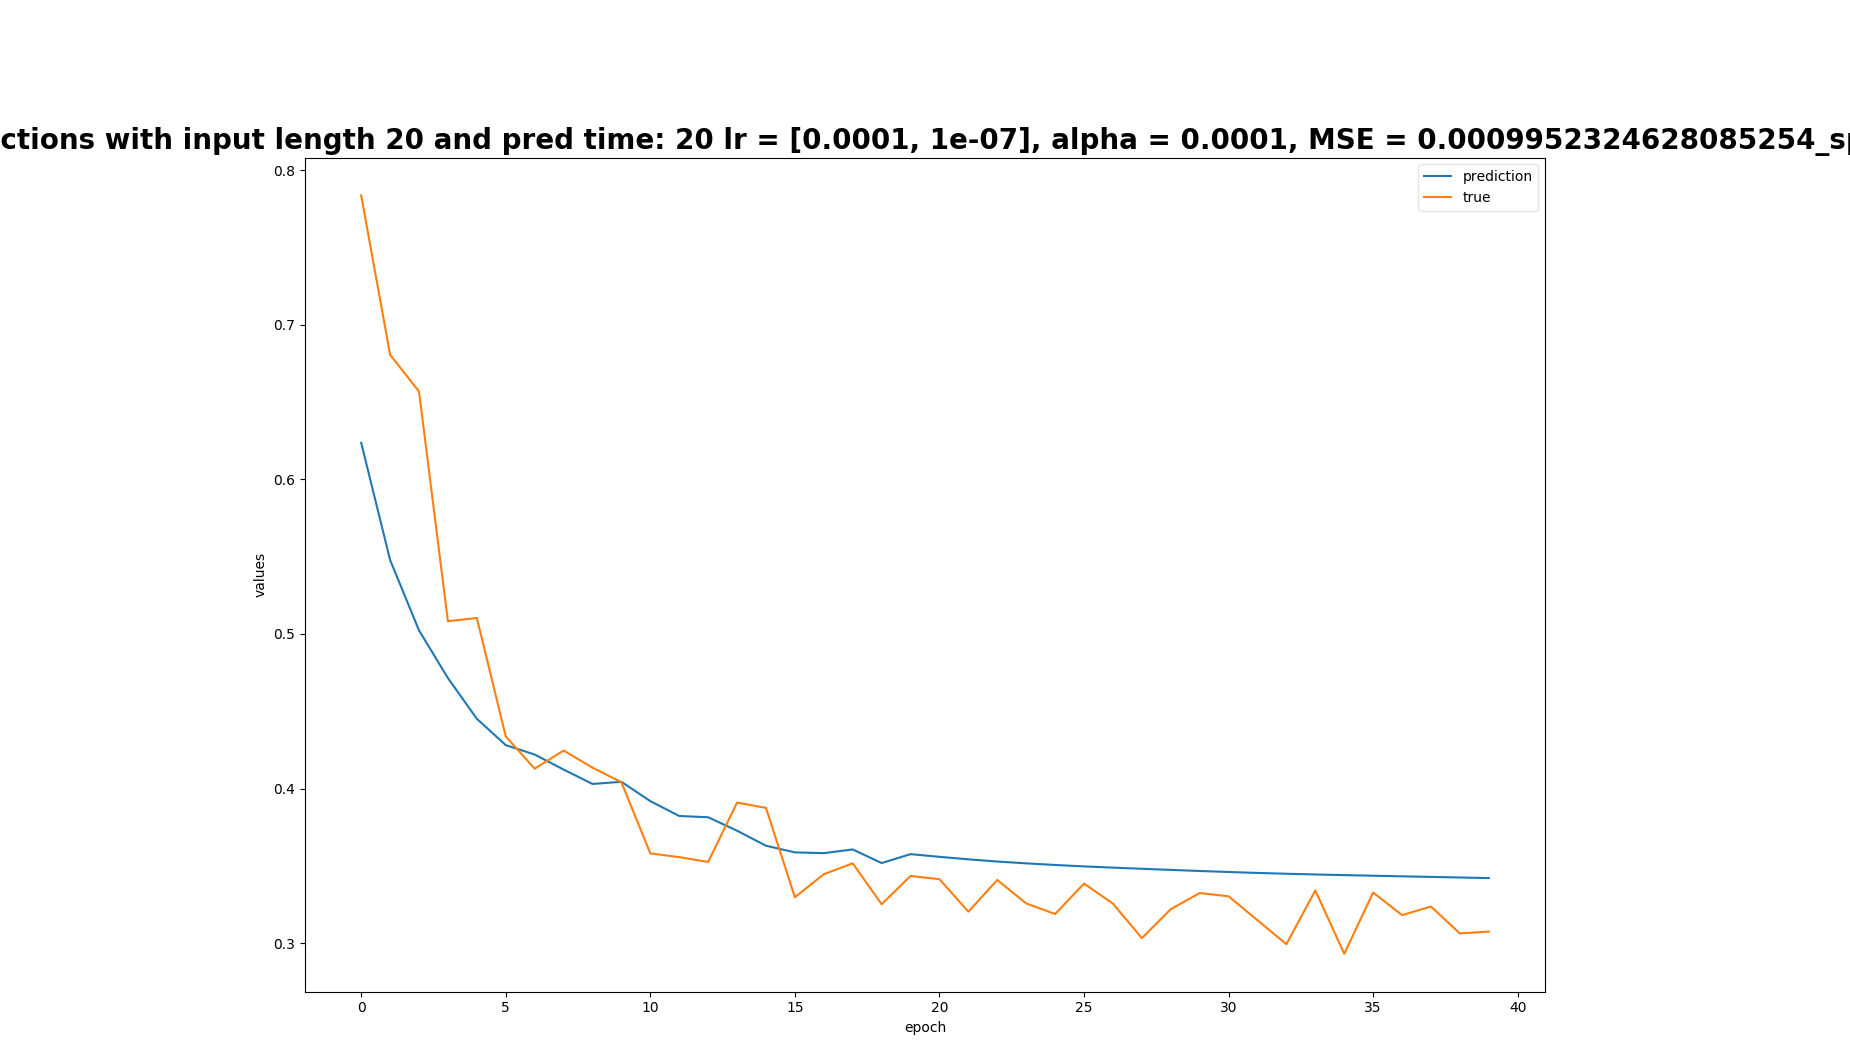 ctions with input length 20 and pred time: 20 lr = [0.0001, 1e-07], alpha = 0.0001, MSE = 0.0009952324628085254_sp
prediction
true
0.8
0.7
0.6
0.5
0.4
0.3
values
0 5 10 15 20 25 30 35 40
epoch